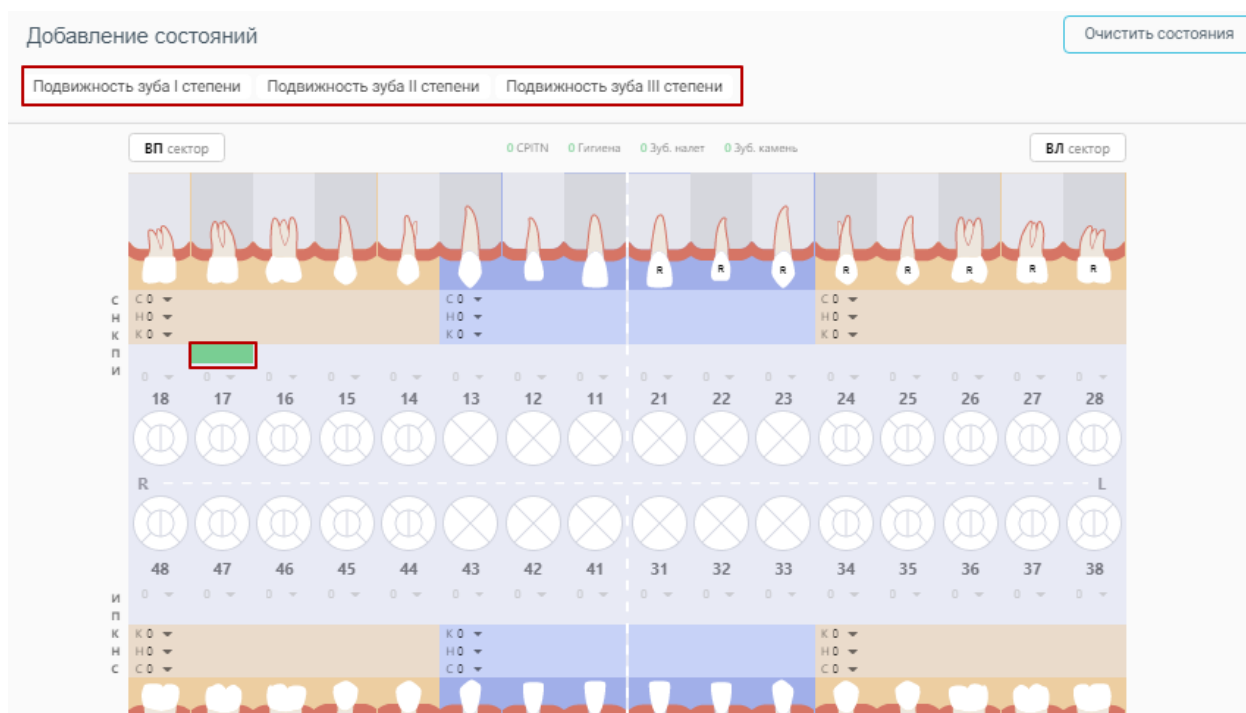 Добавление состояний
Очистить состояния
Подвижность зуба I степени Подвижность зуба II степени Подвижность зуба III степени
ВП сектор 0 CPITN 0 Гигиена 0 Зуб. налет 0 Зуб. камень ВЛ сектор
R R R R R R R R
С С 0 С 0 С 0
Н Н 0 Н 0 Н 0
К К 0 К 0 К 0
П
И 0 0 0 0 0 0 0 0 0 0 0 0 0 0 0 0
18 17 16 15 14 13 12 11 21 22 23 24 25 26 27 28
R L
48 47 46 45 44 43 42 41 31 32 33 34 35 36 37 38
И 0 0 0 0 0 0 0 0 0 0 0 0 0 0 0 0
П
К К 0 К 0 К 0
Н Н 0 Н 0 Н 0
С С 0 С 0 С 0